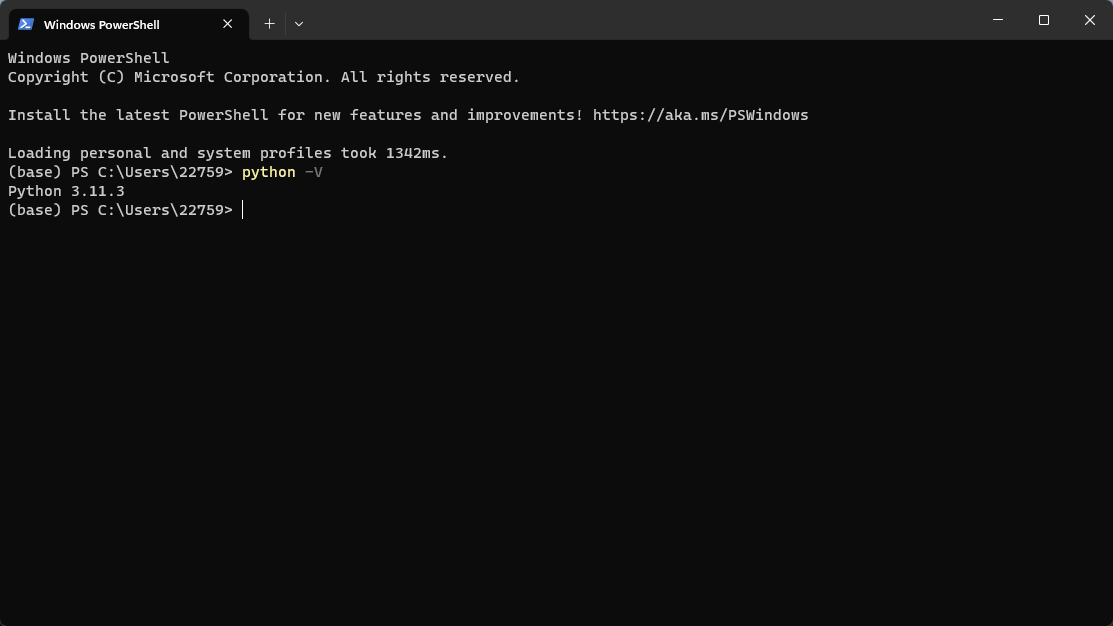 Windows PowerShell
Windows PowerShell
Copyright (C) Microsoft Corporation. All rights reserved.
Install the latest PowerShell for new features and improvements! https://aka.ms/PSWindows
Loading personal and system profiles took 1342ms.
(base) PS C:\Users\22759> python -V
Python 3.11.3
(base) PS C:\Users\22759>